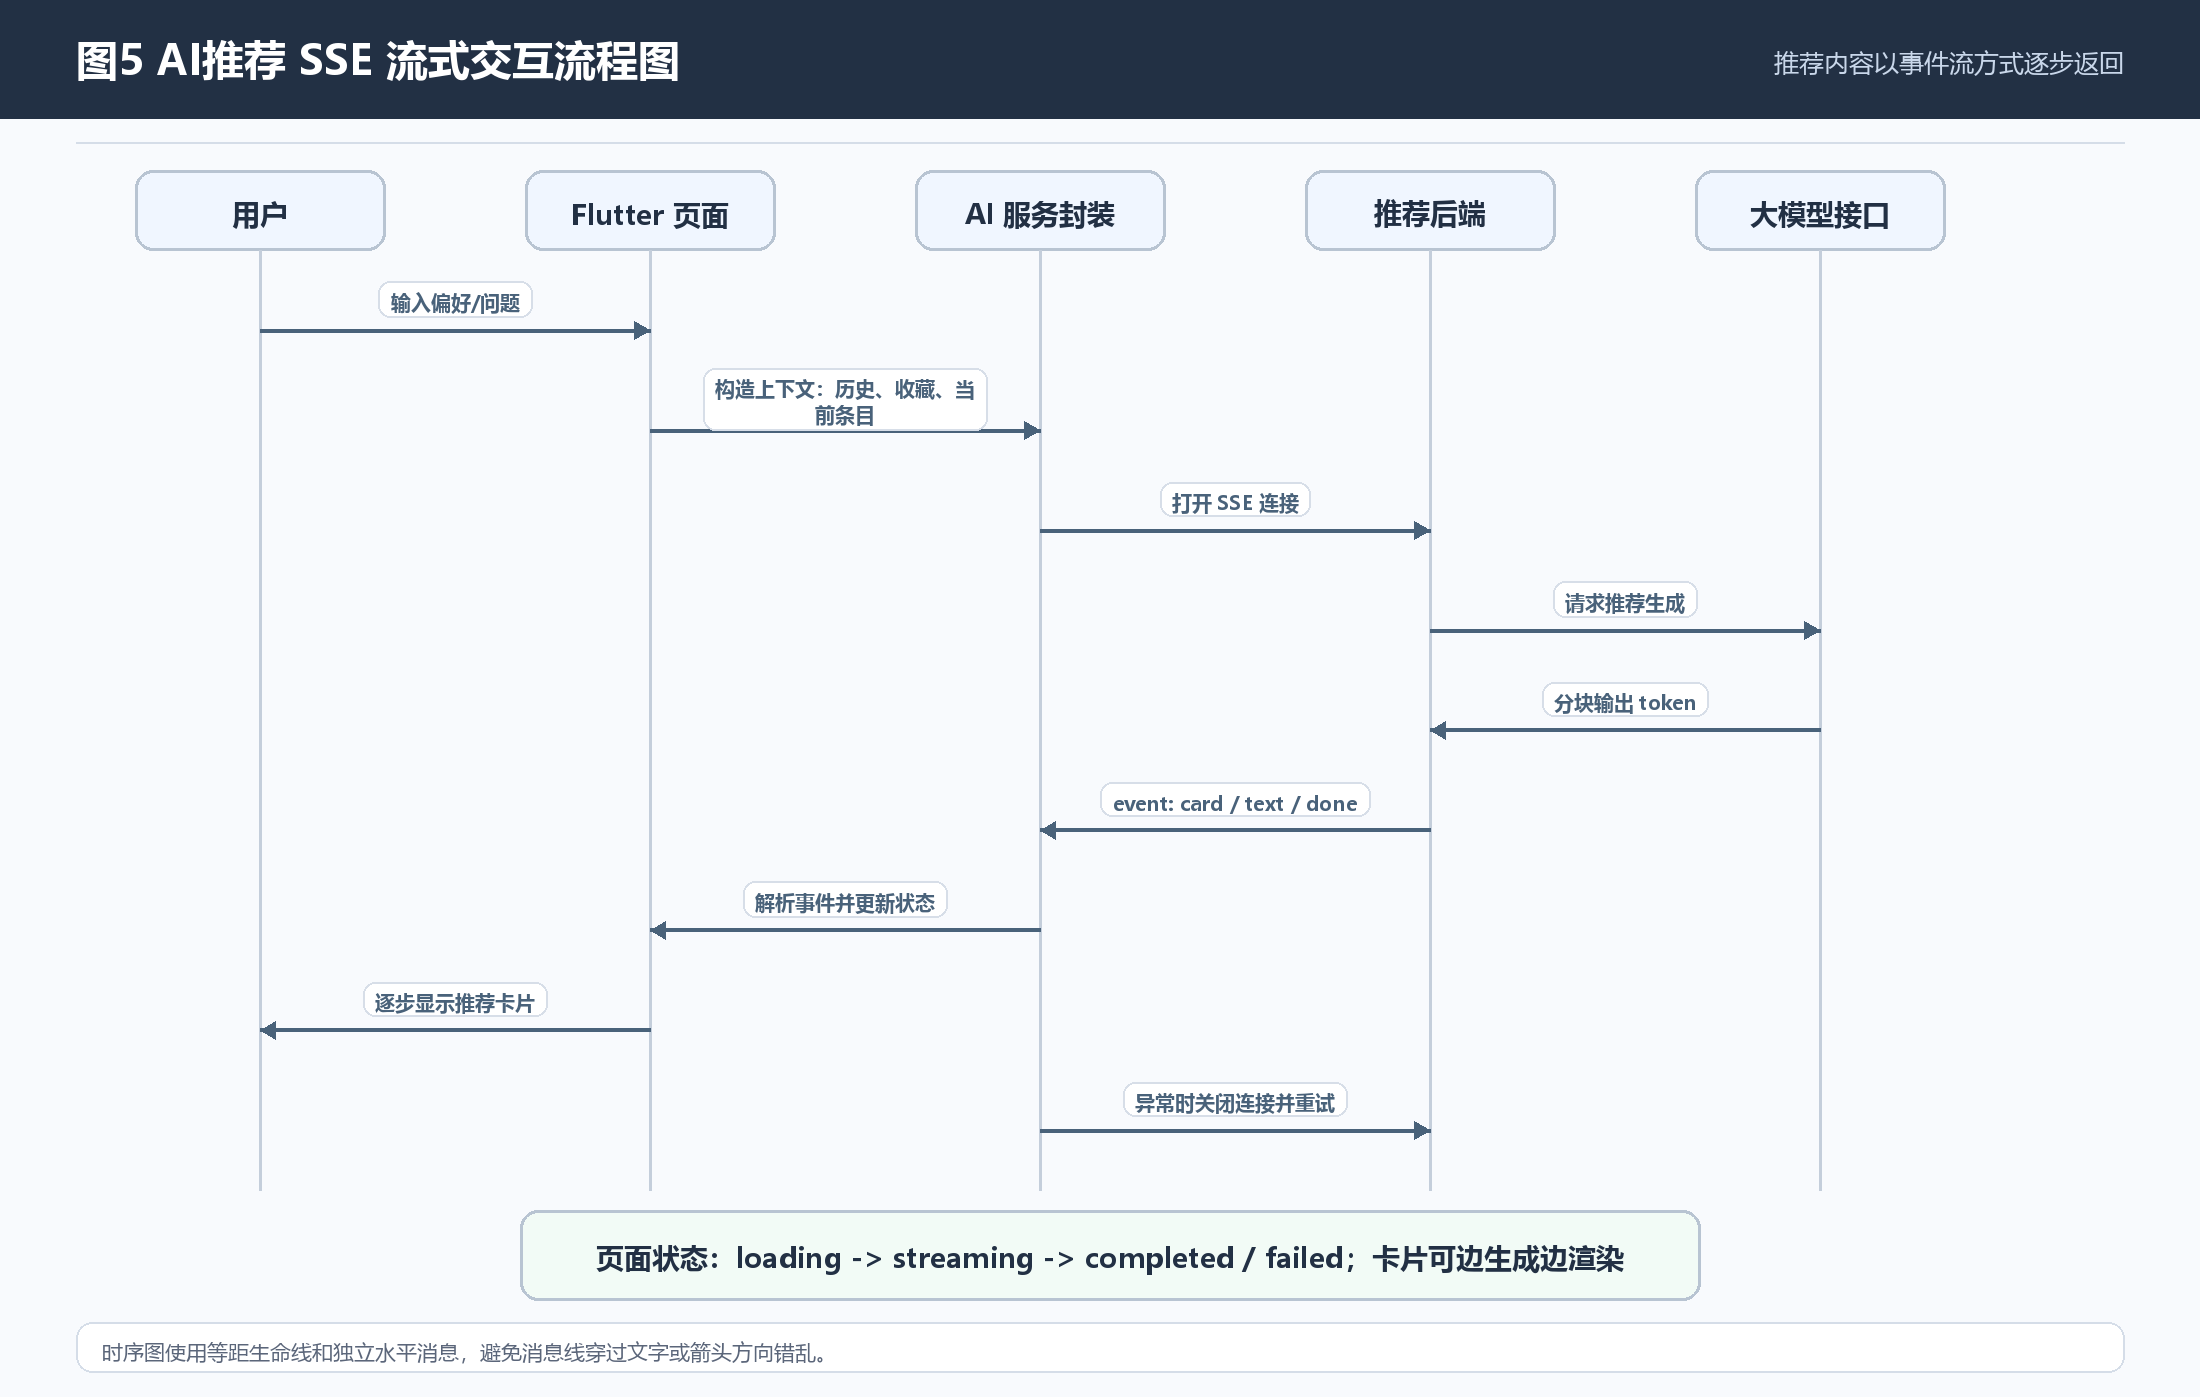 图5 AI推荐 SSE 流式交互流程图
推荐内容以事件流方式逐步返回
用户
Flutter 页面
AI 服务封装
推荐后端
大模型接口
输入偏好/问题
构造上下文：历史、收藏、当
前条目
打开 SSE 连接
请求推荐生成
分块输出 token
event: card / text / done
解析事件并更新状态
逐步显示推荐卡片
异常时关闭连接并重试
页面状态：loading -> streaming -> completed / failed；卡片可边生成边渲染
时序图使用等距生命线和独立水平消息，避免消息线穿过文字或箭头方向错乱。